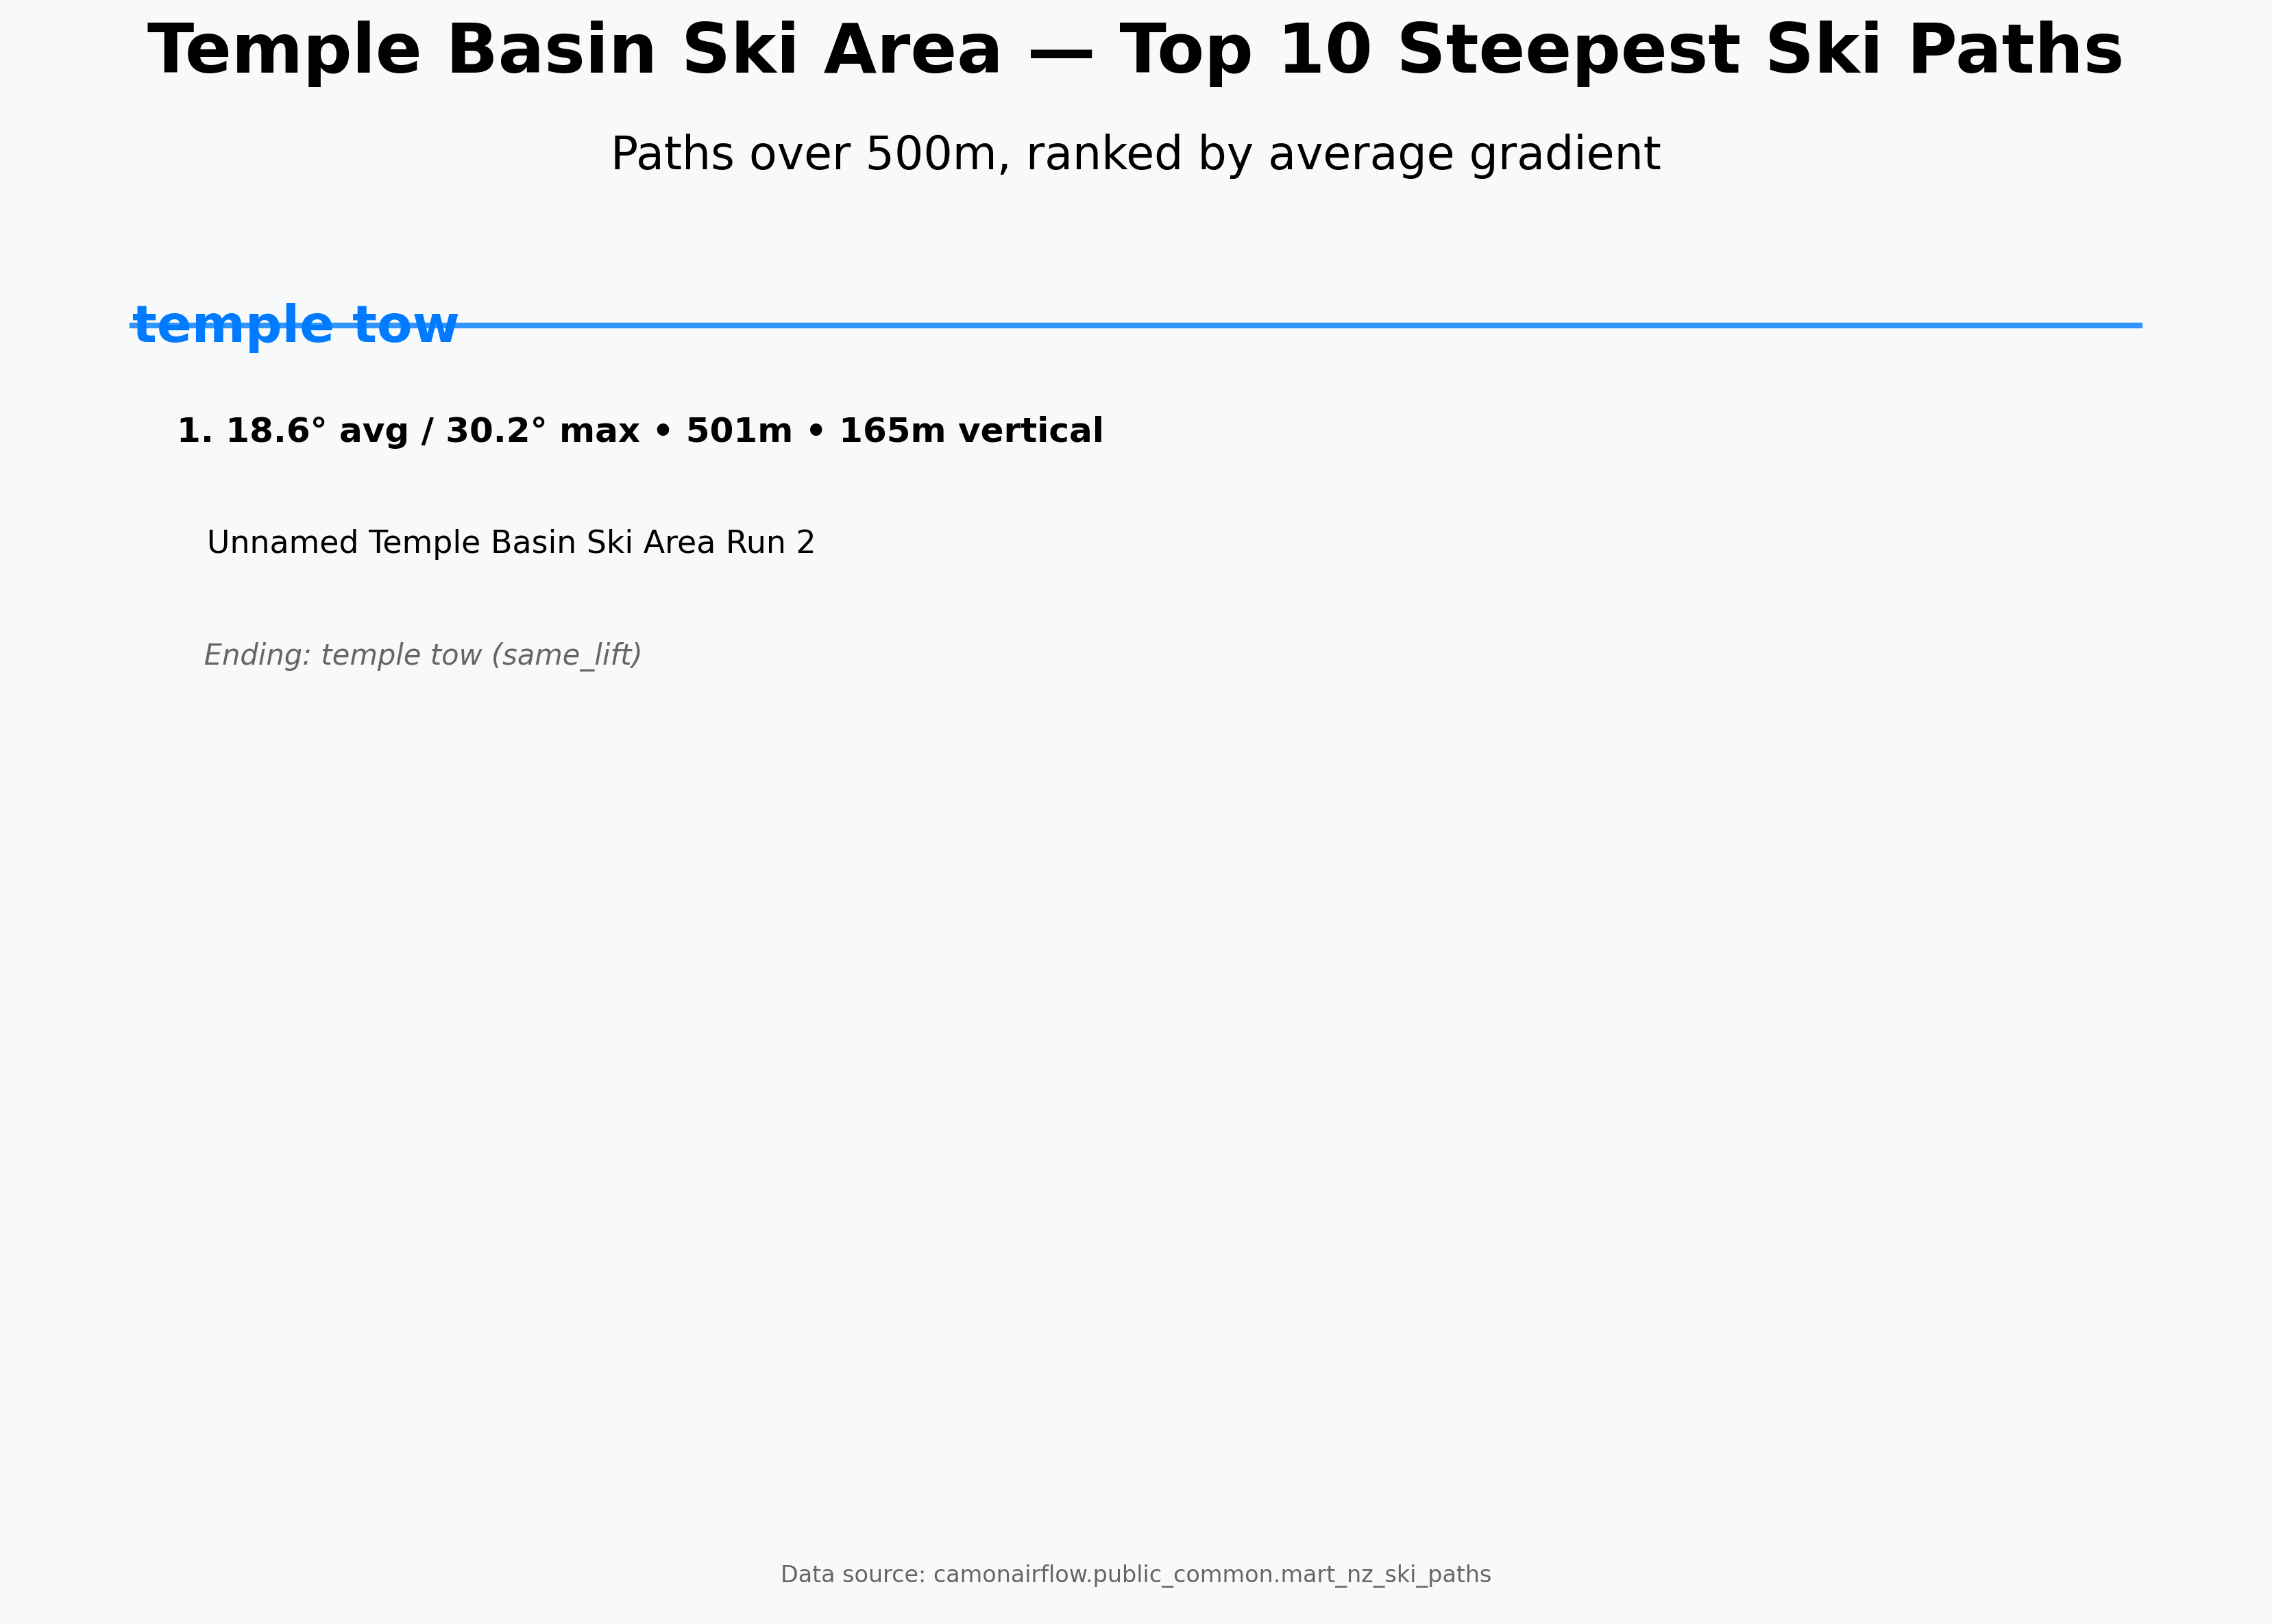 Temple Basin Ski Area — Top 10 Steepest Ski Paths
Paths over 500m, ranked by average gradient
temple tow
1. 18.6° avg / 30.2° max • 501m • 165m vertical
Unnamed Temple Basin Ski Area Run 2
Ending: temple tow (same_lift)
Data source: camonairflow.public_common.mart_nz_ski_paths